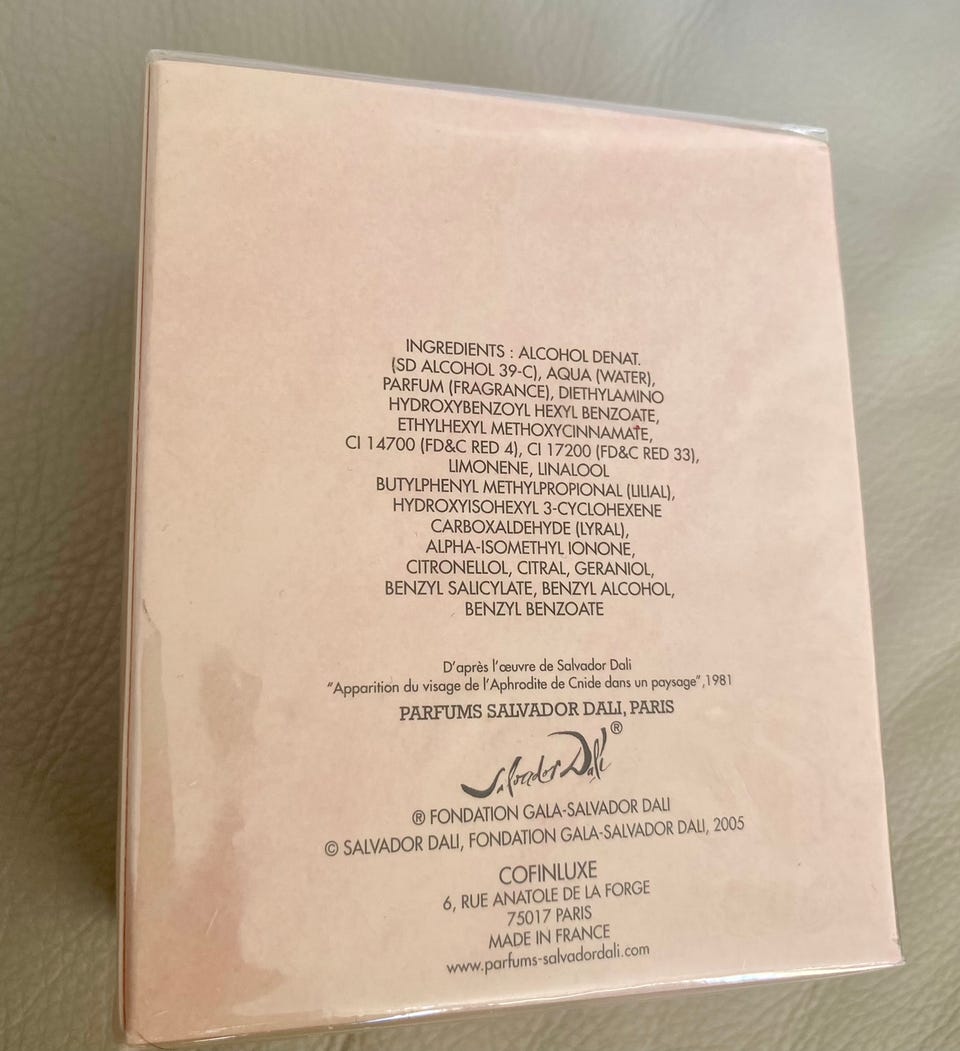 INGREDIENTS : ALCOHOL DENAT.
(SD ALCOHOL 39-C), AQUA (WATER),
PARFUM (FRAGRANCE), DIETHYLAMINO
HYDROXYBENZOYL HEXYL BENZOATE,
ETHYLHEXYL METHOXYCINNAMATE,
CI 14700 (FD&C RED 4), CI 17200 (FD&C RED 33),
LIMONENE, LINALOOL
BUTYLPHENYL METHYLPROPIONAL (LILIAL),
HYDROXYISOHEXYL 3-CYCLOHEXENE
CARBOXALDEHYDE (LYRAL),
ALPHA-ISOMETHYL IONONE,
CITRONELLOL, CITRAL, GERANIOL,
BENZYL SALICYLATE, BENZYL ALCOHOL,
BENZYL BENZOATE
D'après l'œuvre de Salvador Dali
"Apparition du visage de l'Aphrodite de Cnide dans un paysage",1981
PARFUMS SALVADOR DALI, PARIS
Salvador Dalí ®
® FONDATION GALA-SALVADOR DALI
© SALVADOR DALI, FONDATION GALA-SALVADOR DALI, 2005
COFINLUXE
6, RUE ANATOLE DE LA FORGE
75017 PARIS
MADE IN FRANCE
www.parfums-salvadordali.com